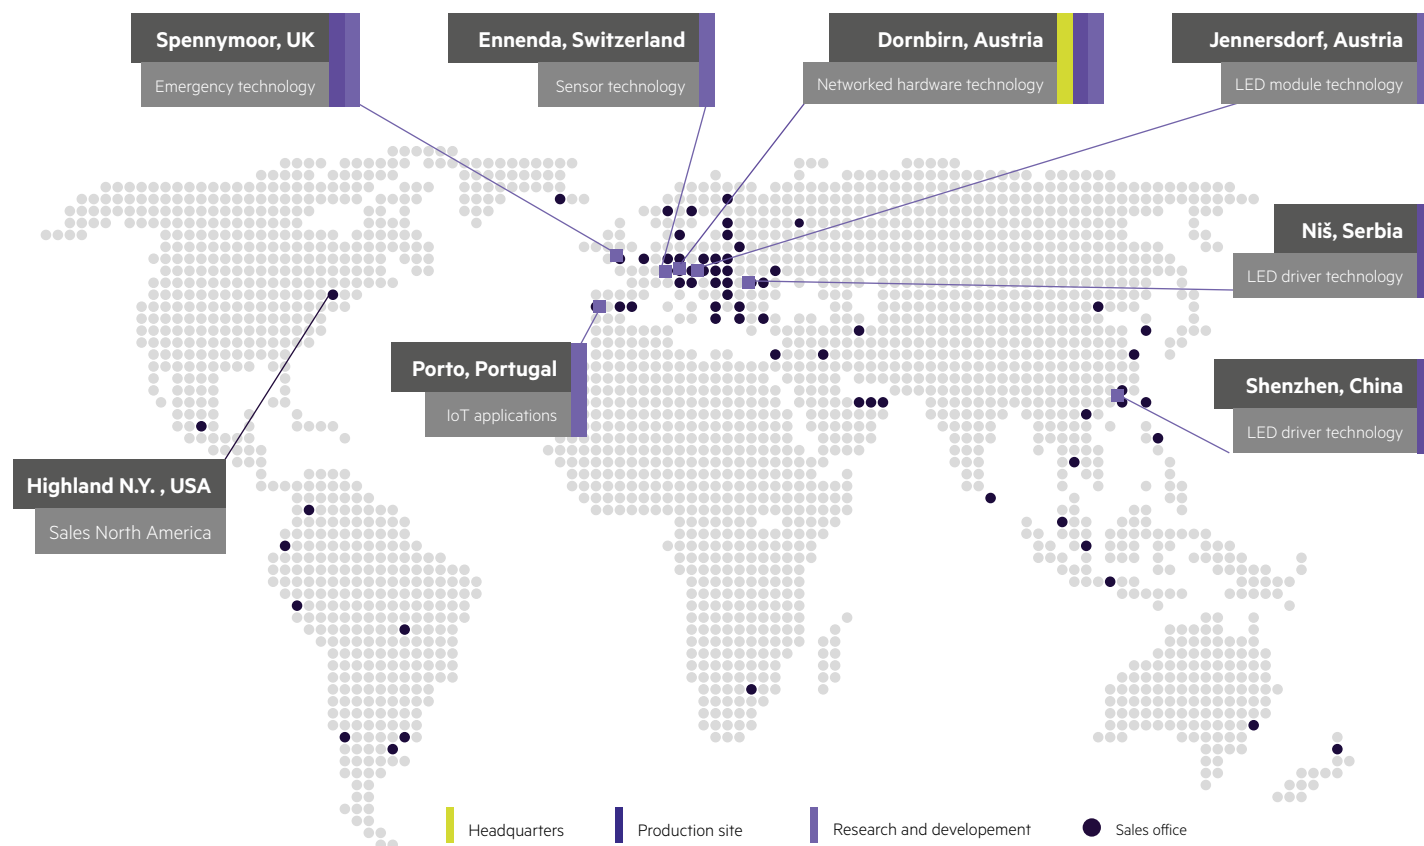 Spennymoor, UK
Emergency technology
Ennenda, Switzerland
Sensor technology
Dornbirn, Austria
Networked hardware technology
Jennersdorf, Austria
LED module technology
Niš, Serbia
LED driver technology
Porto, Portugal
IoT applications
Shenzhen, China
LED driver technology
Highland N.Y. , USA
Sales North America
Headquarters
Production site
Research and developement
Sales office